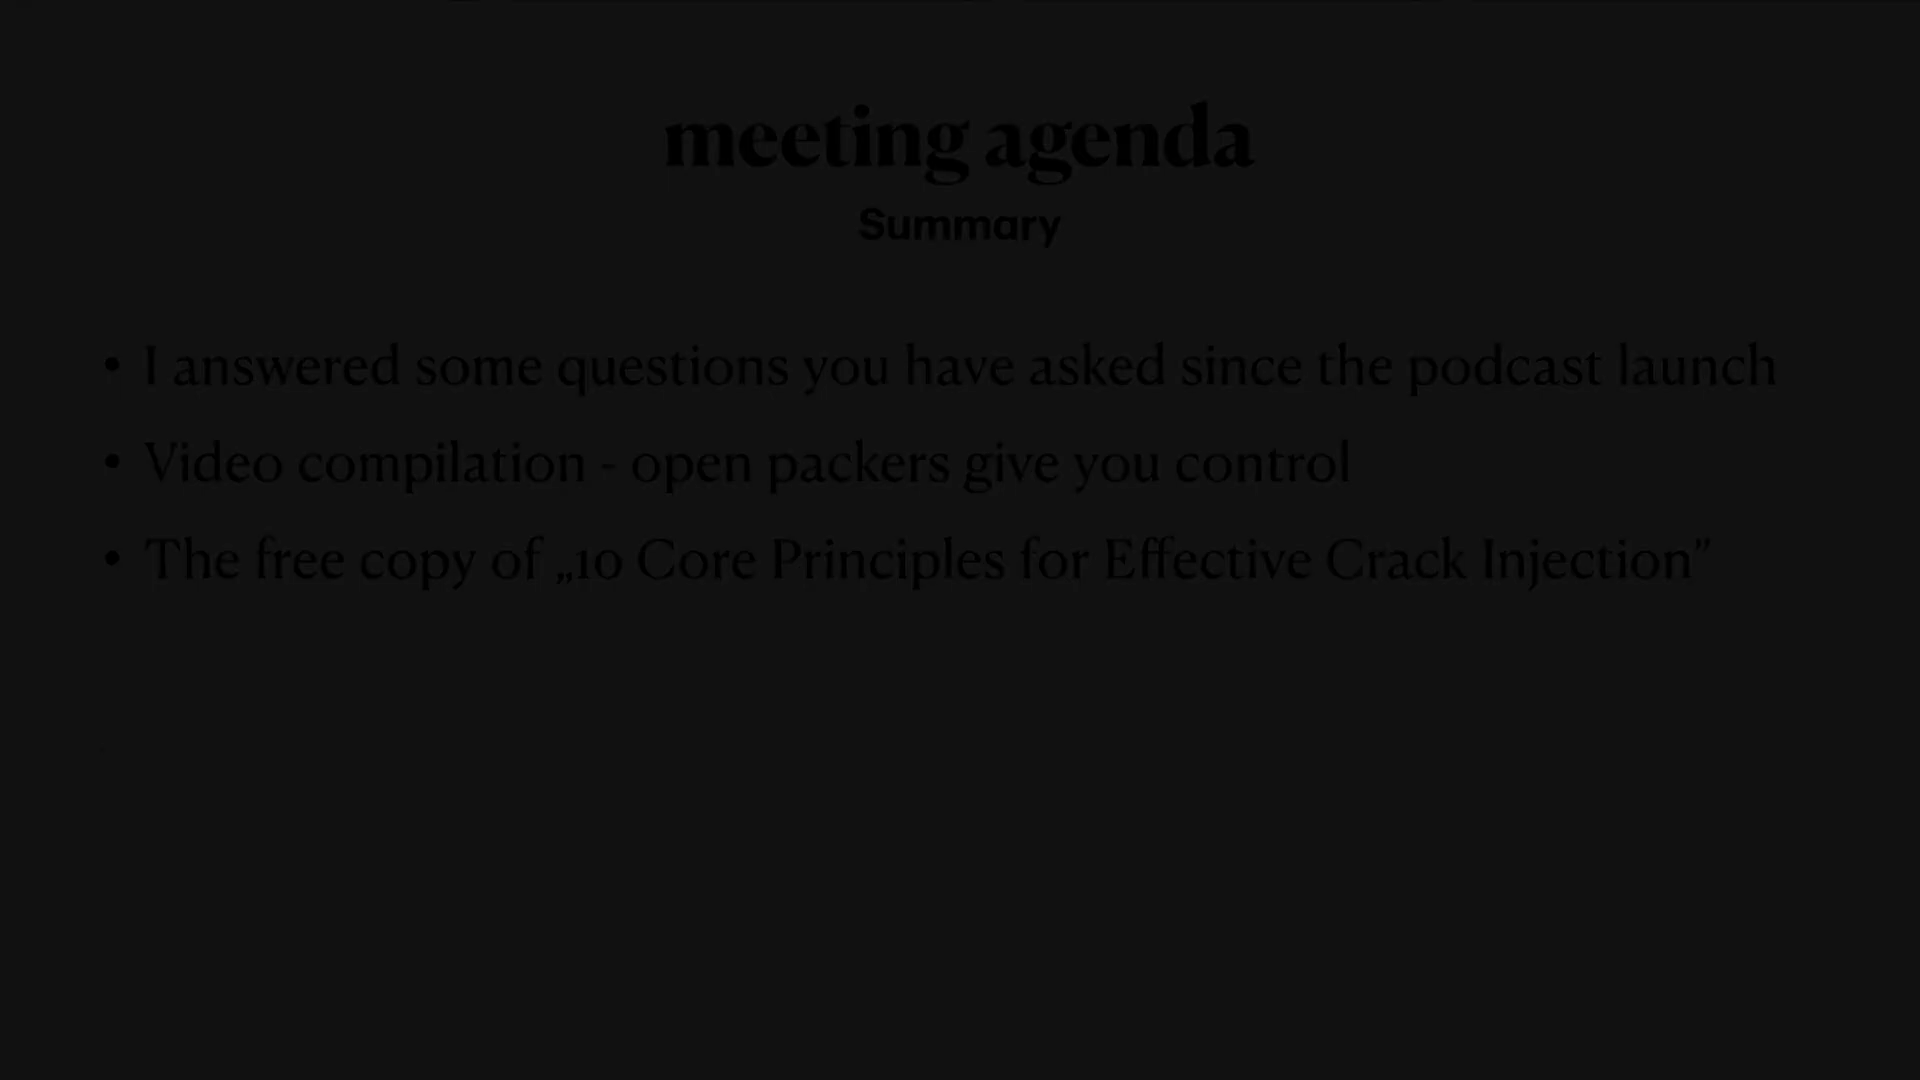 meeting agenda
Summary
• I answered some questions you have asked since the podcast launch
• Video compilation - open packers give you control
• The free copy of „10 Core Principles for Effective Crack Injection”